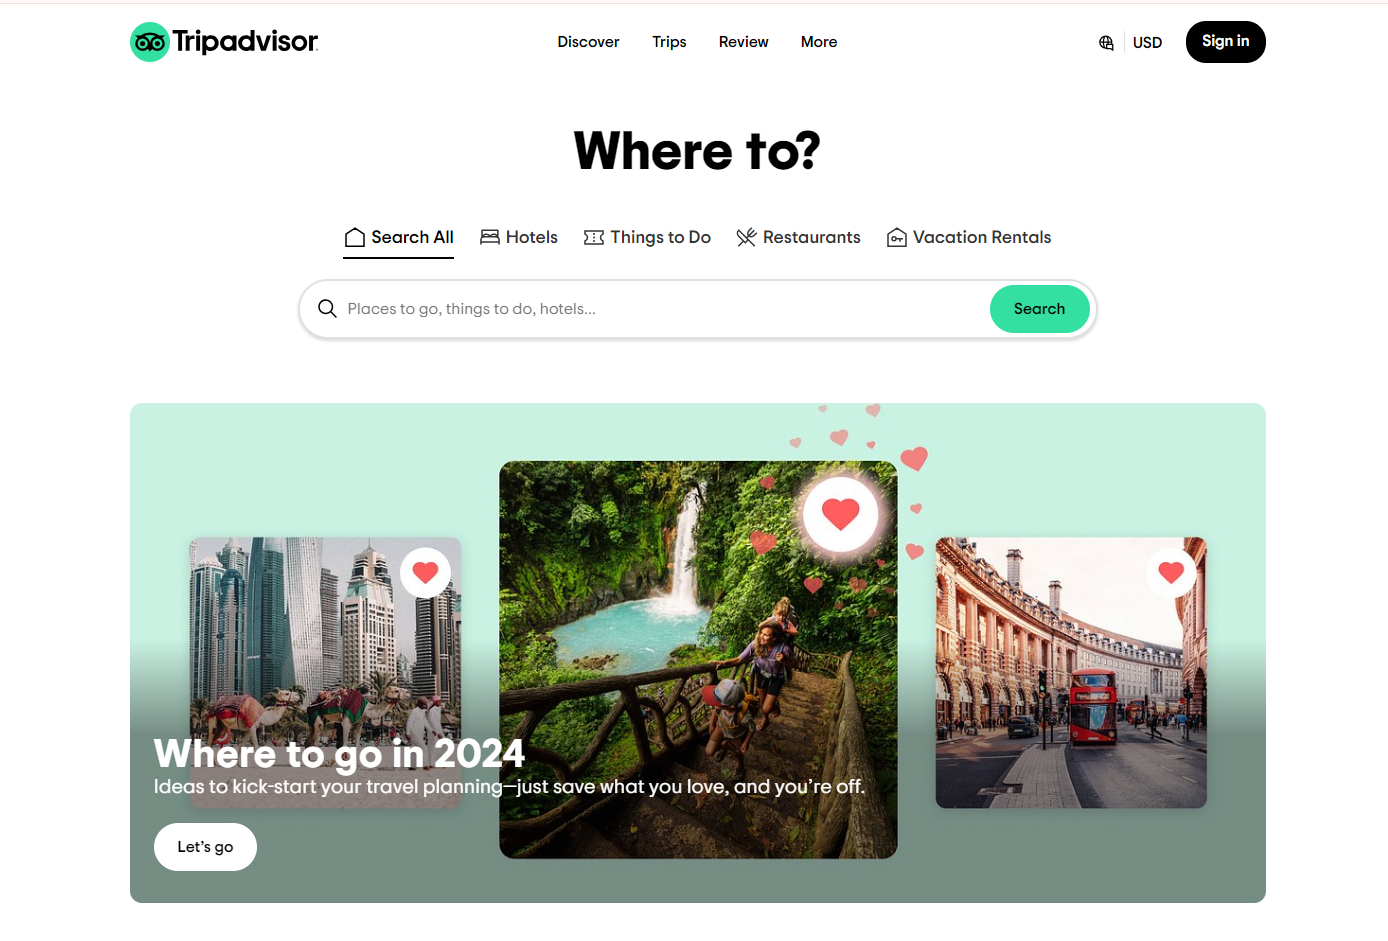 Tripadvisor
Discover
Trips
Review
More
USD
Sign in
Where to?
Search All
Hotels
Things to Do
Restaurants
Vacation Rentals
Places to go, things to do, hotels...
Search
Where to go in 2024
Ideas to kick-start your travel planning—just save what you love, and you’re off.
Let’s go